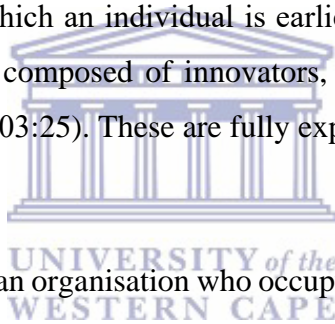 hich an individual is earlie
composed of innovators,
03:25). These are fully exp
UNIVERSITY of the
an organisation who occup
WESTERN CAPE